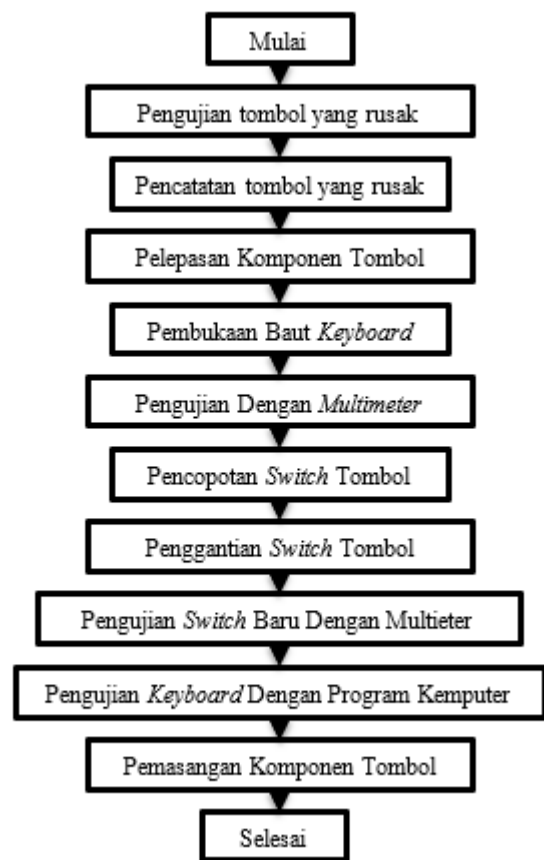 Mulai
Pengujian tombol yang rusak
Pencatatan tombol yang rusak
Pelepasan Komponen Tombol
Pembukaan Baut Keyboard
Pengujian Dengan Multimeter
Pencopotan Switch Tombol
Penggantian Switch Tombol
Pengujian Switch Baru Dengan Multieter
Pengujian Keyboard Dengan Program Kemputer
Pemasangan Komponen Tombol
Selesai